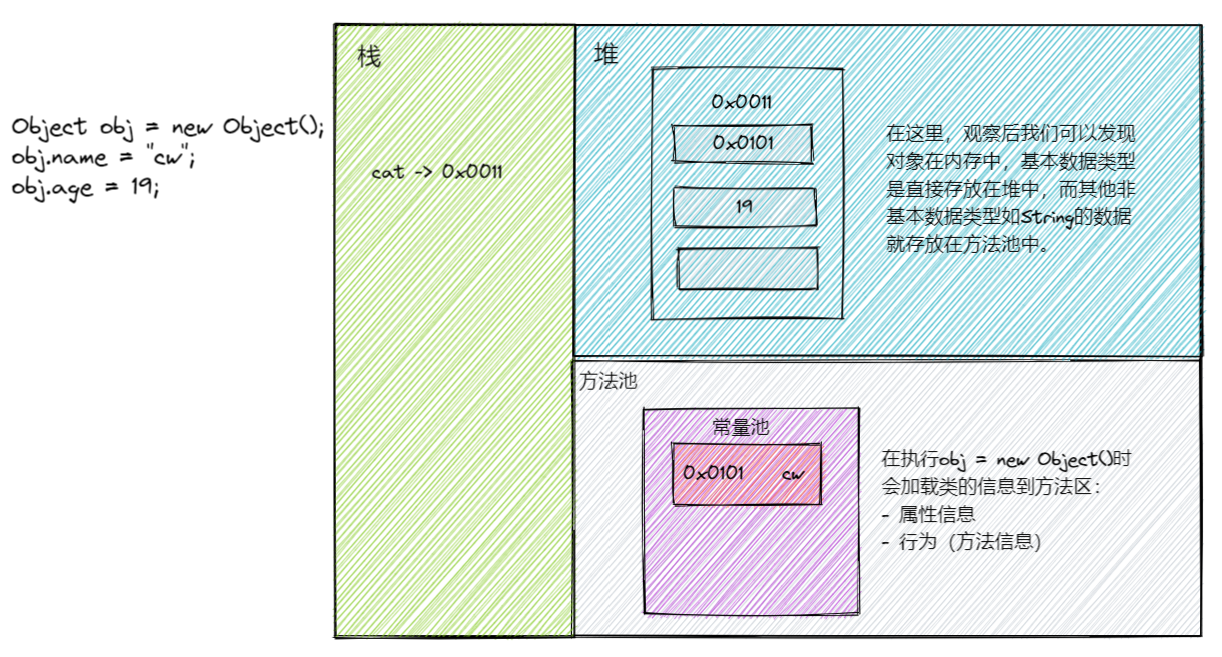 Object obj = new Object();
obj.name = "cw";
obj.age = 19;
栈
cat -> 0x0011
堆
0x0011
0x0101
19
在这里，观察后我们可以发现
对象在内存中，基本数据类型
是直接存放在堆中，而其他非
基本数据类型如String的数据
就存放在方法池中。
方法池
常量池
0x0101 cw
在执行obj = new Object()时
会加载类的信息到方法区：
- 属性信息
- 行为（方法信息）